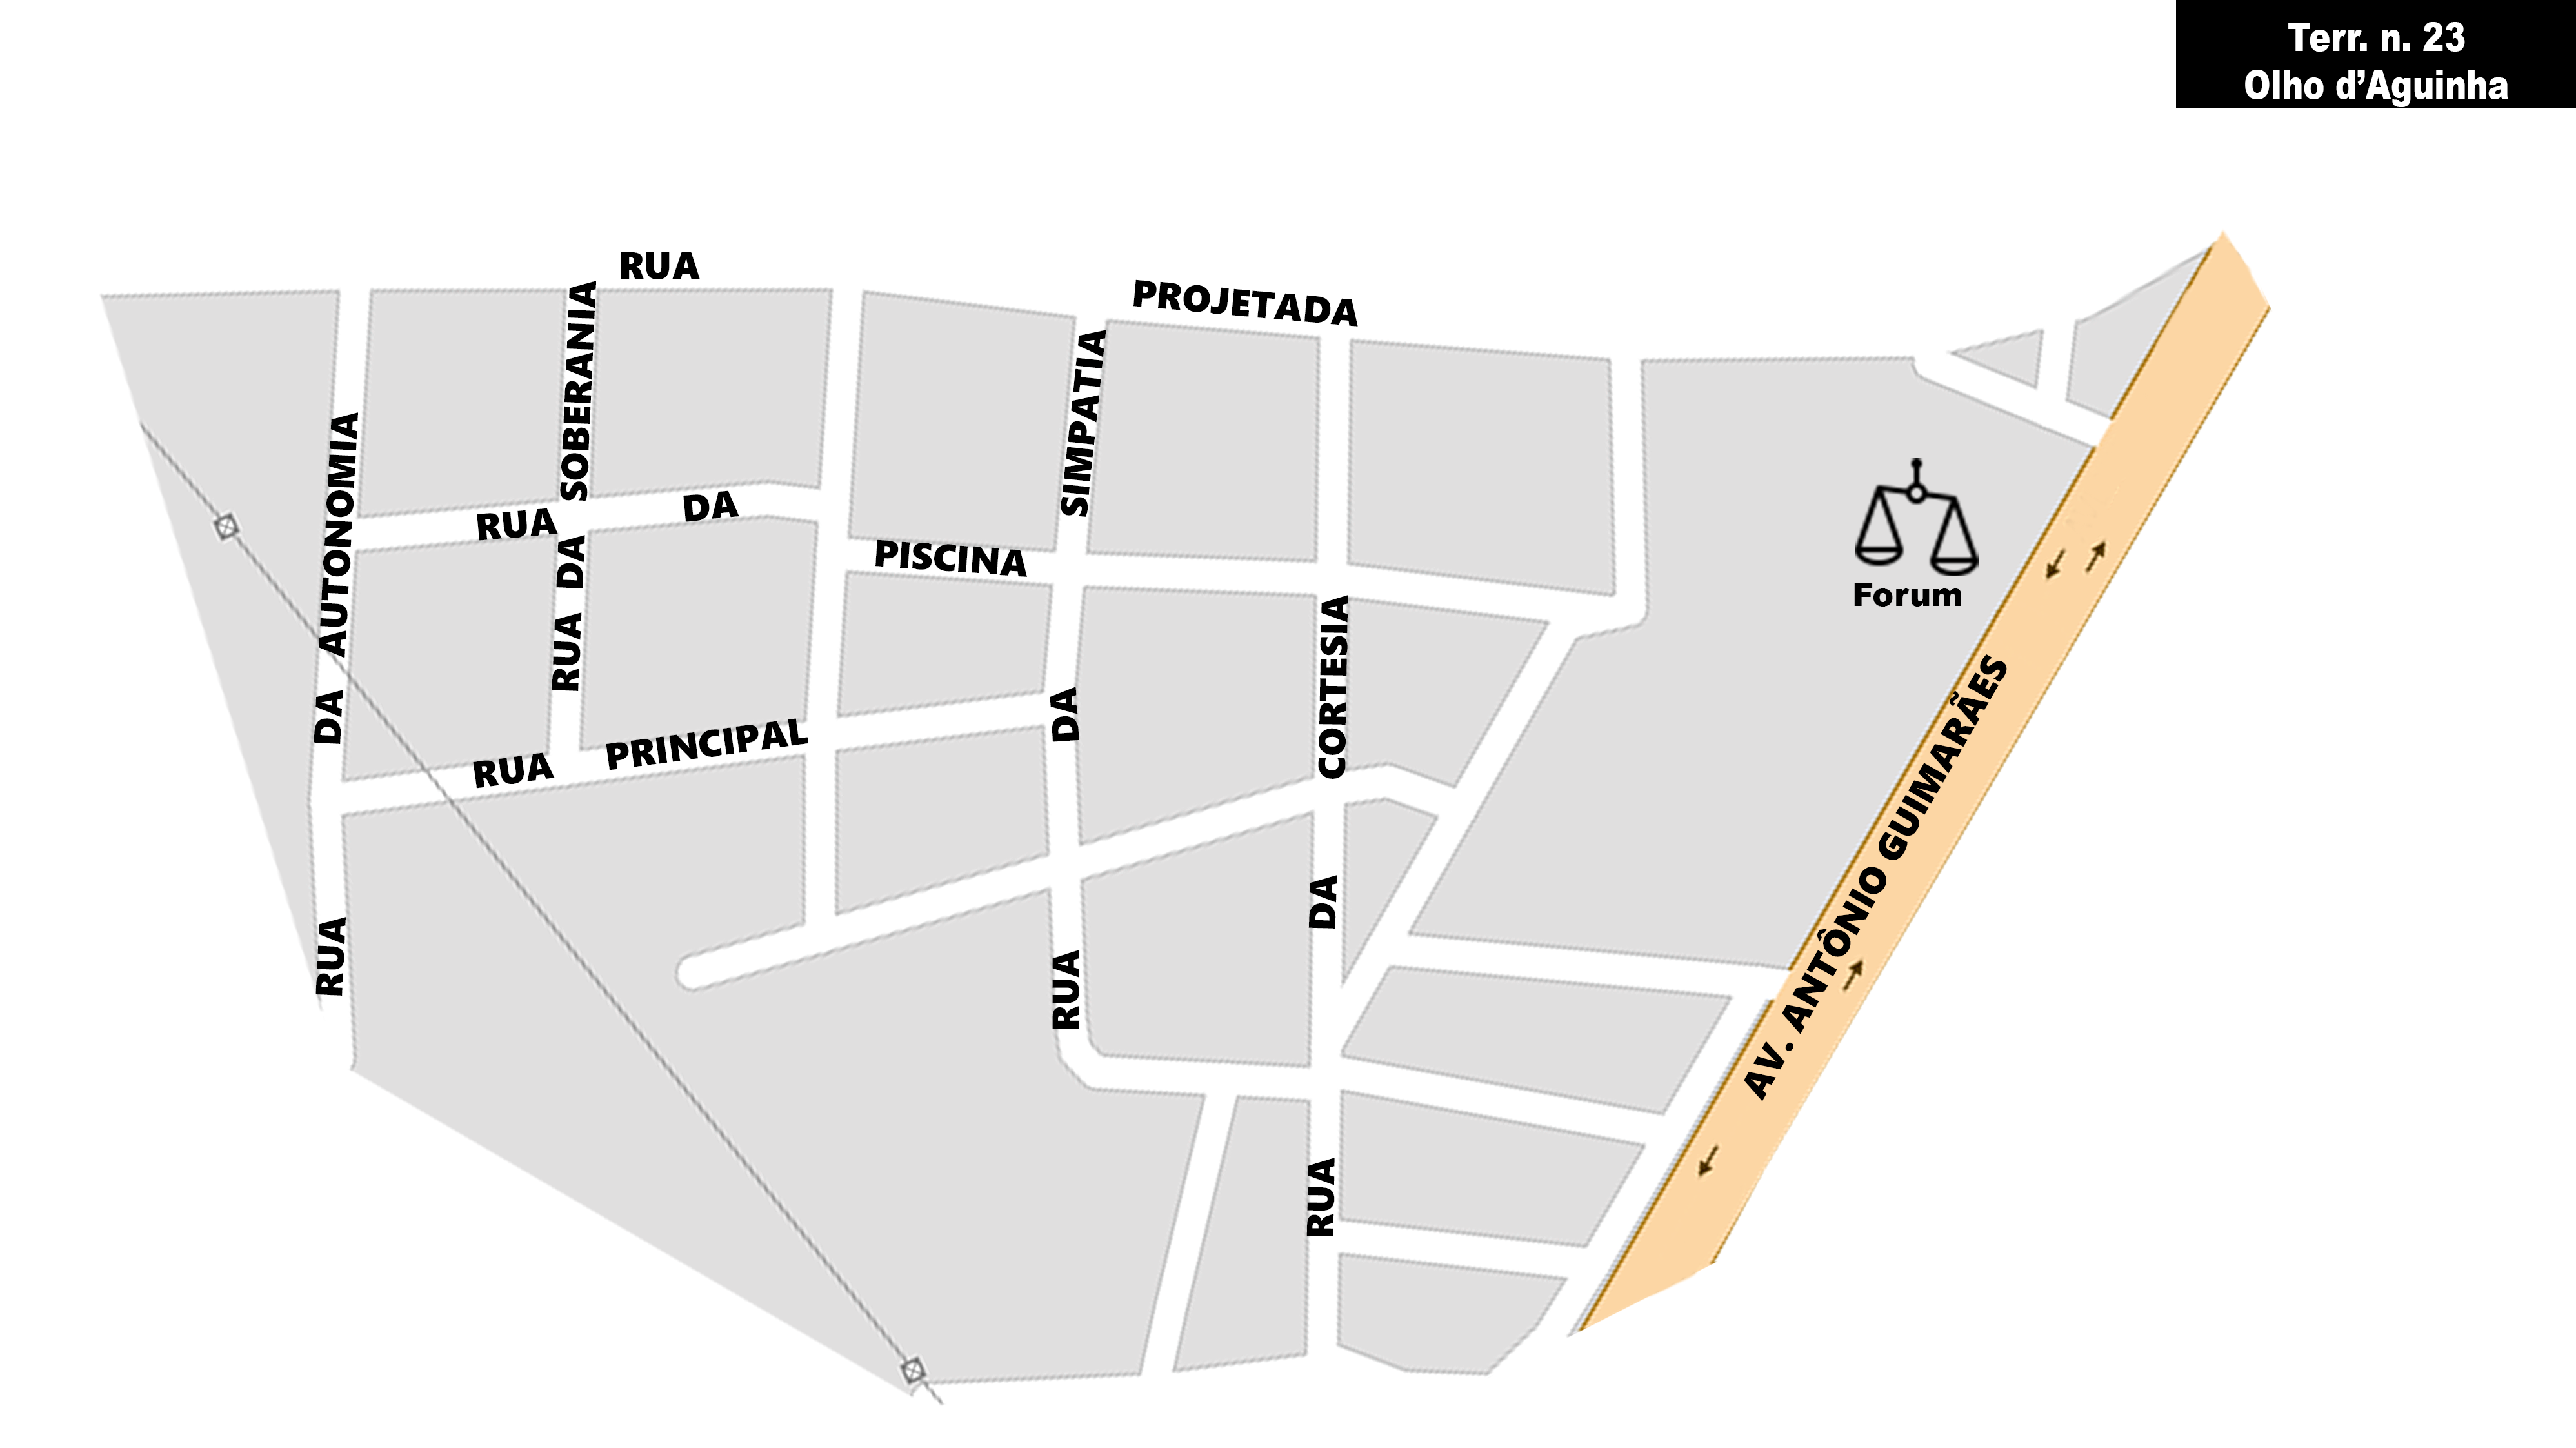 Terr. n. 23
Olho d'Aguinha
RUA PROJETADA
RUA DA AUTONOMIA
RUA DA SOBERANIA
RUA DA SIMPATIA
RUA DA PISCINA
RUA PRINCIPAL
RUA DA CORTESIA
Forum
AV. ANTÔNIO GUIMARÃES